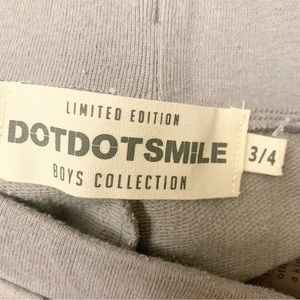 LIMITED EDITION
DOTDOTSMILE
BOYS COLLECTION
3/4